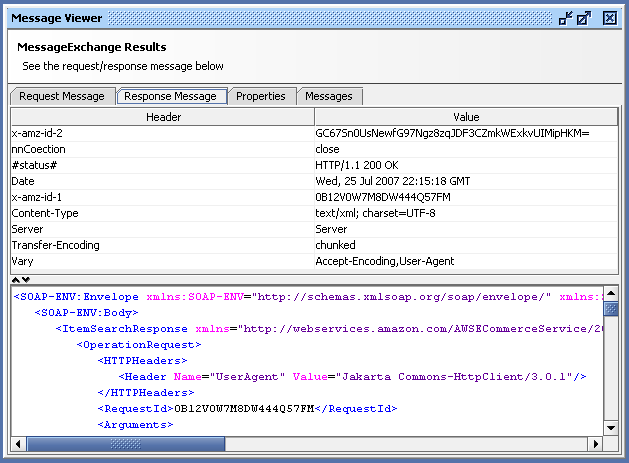 Message Viewer
MessageExchange Results
See the request/response message below
Request Message Response Message Properties Messages
Header Value
x-amz-id-2 GC67Sn0UsNewfG97Ngz8zqJDF3CZmkWExkvUIMipHKM=
nnCoection close
#status# HTTP/1.1 200 OK
Date Wed, 25 Jul 2007 22:15:18 GMT
x-amz-id-1 0B12V0W7M8DW444Q57FM
Content-Type text/xml; charset=UTF-8
Server Server
Transfer-Encoding chunked
Vary Accept-Encoding,User-Agent
<SOAP-ENV:Envelope xmlns:SOAP-ENV="http://schemas.xmlsoap.org/soap/envelope/" xmlns:
<SOAP-ENV:Body>
<ItemSearchResponse xmlns="http://webservices.amazon.com/AWSECommerceService/20
<OperationRequest>
<HTTPHeaders>
<Header Name="UserAgent" Value="Jakarta Commons-HttpClient/3.0.1"/>
</HTTPHeaders>
<RequestId>0B12V0W7M8DW444Q57FM</RequestId>
<Arguments>